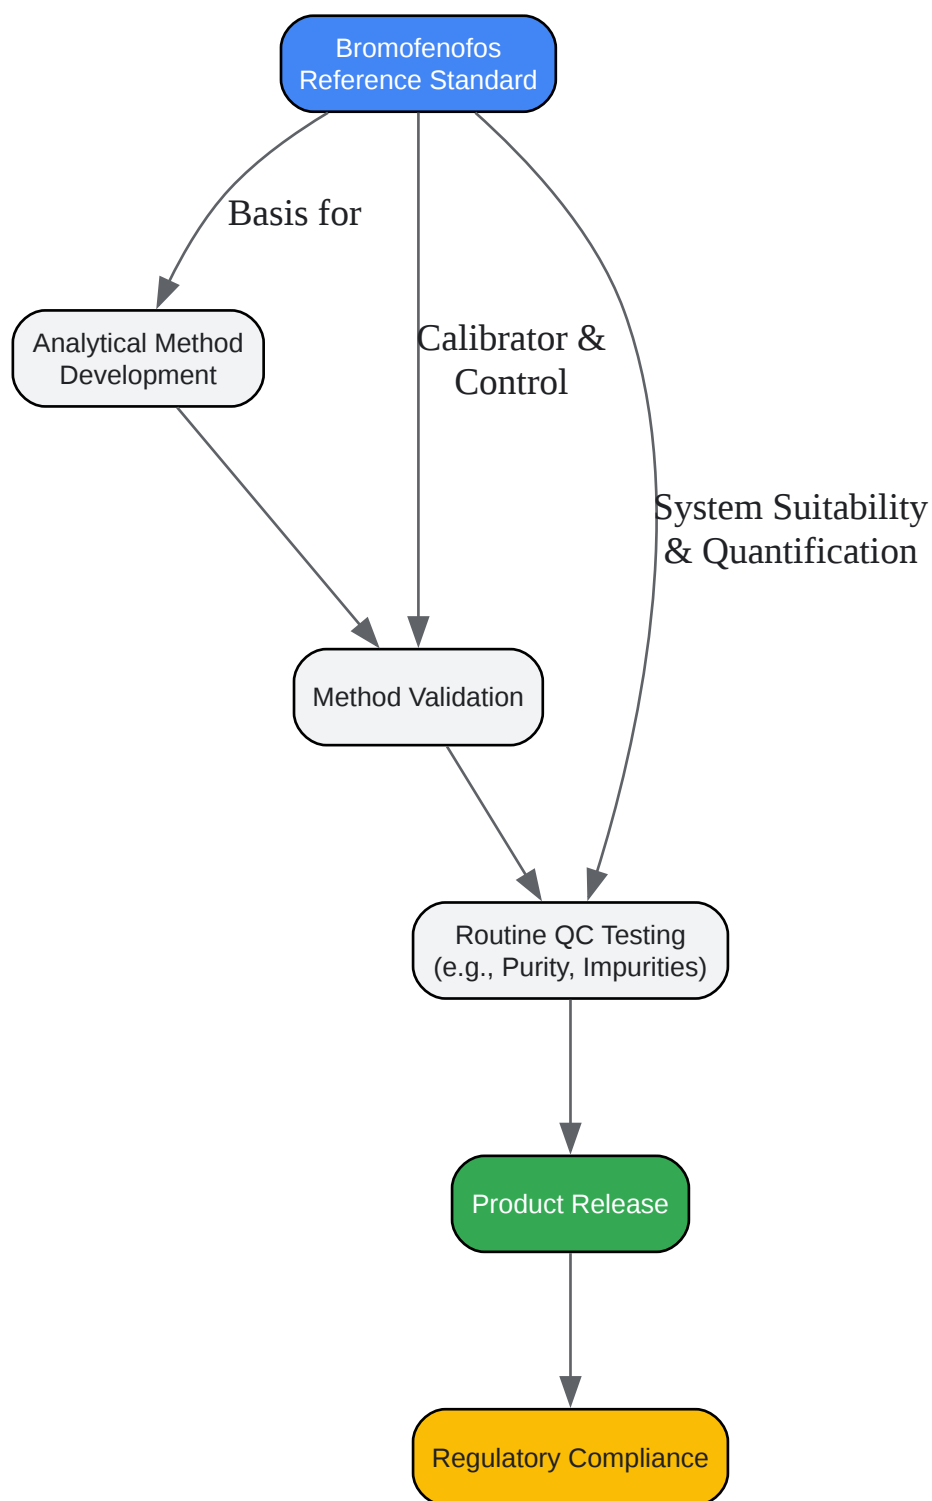 Bromofenofos
Reference Standard
Basis for
Analytical Method
Development
Calibrator &
Control
System Suitability
& Quantification
Method Validation
Routine QC Testing
(e.g., Purity, Impurities)
Product Release
Regulatory Compliance